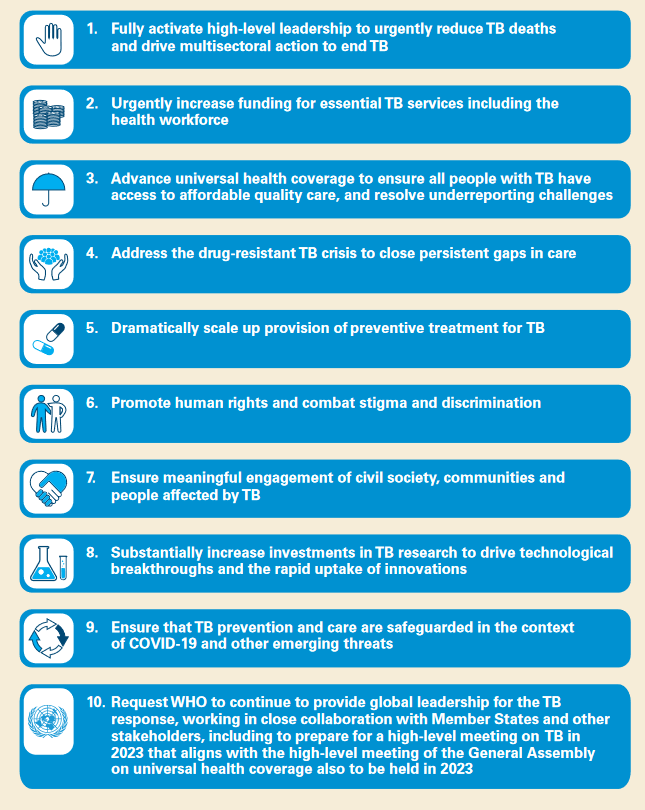 1. Fully activate high-level leadership to urgently reduce TB deaths
and drive multisectoral action to end TB
2. Urgently increase funding for essential TB services including the
health workforce
3. Advance universal health coverage to ensure all people with TB have
access to affordable quality care, and resolve underreporting challenges
4. Address the drug-resistant TB crisis to close persistent gaps in care
5. Dramatically scale up provision of preventive treatment for TB
6. Promote human rights and combat stigma and discrimination
7. Ensure meaningful engagement of civil society, communities and
people affected by TB
8. Substantially increase investments in TB research to drive technological
breakthroughs and the rapid uptake of innovations
9. Ensure that TB prevention and care are safeguarded in the context
of COVID-19 and other emerging threats
10. Request WHO to continue to provide global leadership for the TB
response, working in close collaboration with Member States and other
stakeholders, including to prepare for a high-level meeting on TB in
2023 that aligns with the high-level meeting of the General Assembly
on universal health coverage also to be held in 2023